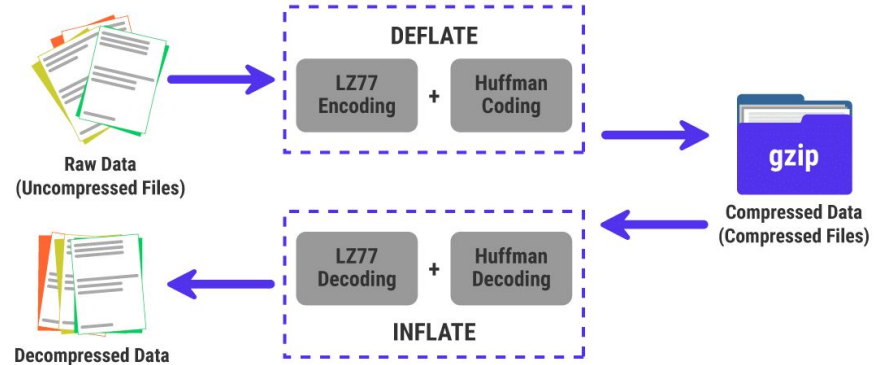 DEFLATE
LZ77
Encoding
+
Huffman
Coding
Raw Data
(Uncompressed Files)
gzip
Compressed Data
(Compressed Files)
LZ77
Decoding
+
Huffman
Decoding
INFLATE
Decompressed Data